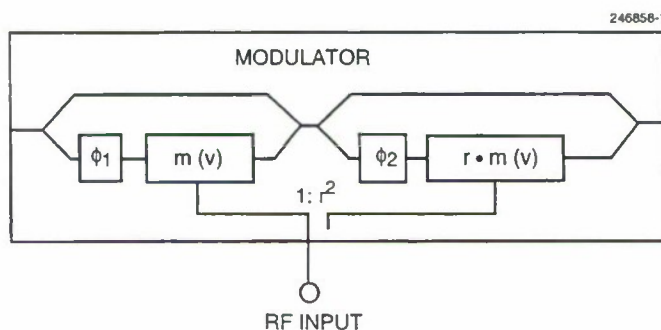 246858-
MODULATOR
ϕ1
m (v)
ϕ2
r • m (v)
1: r²
RF INPUT